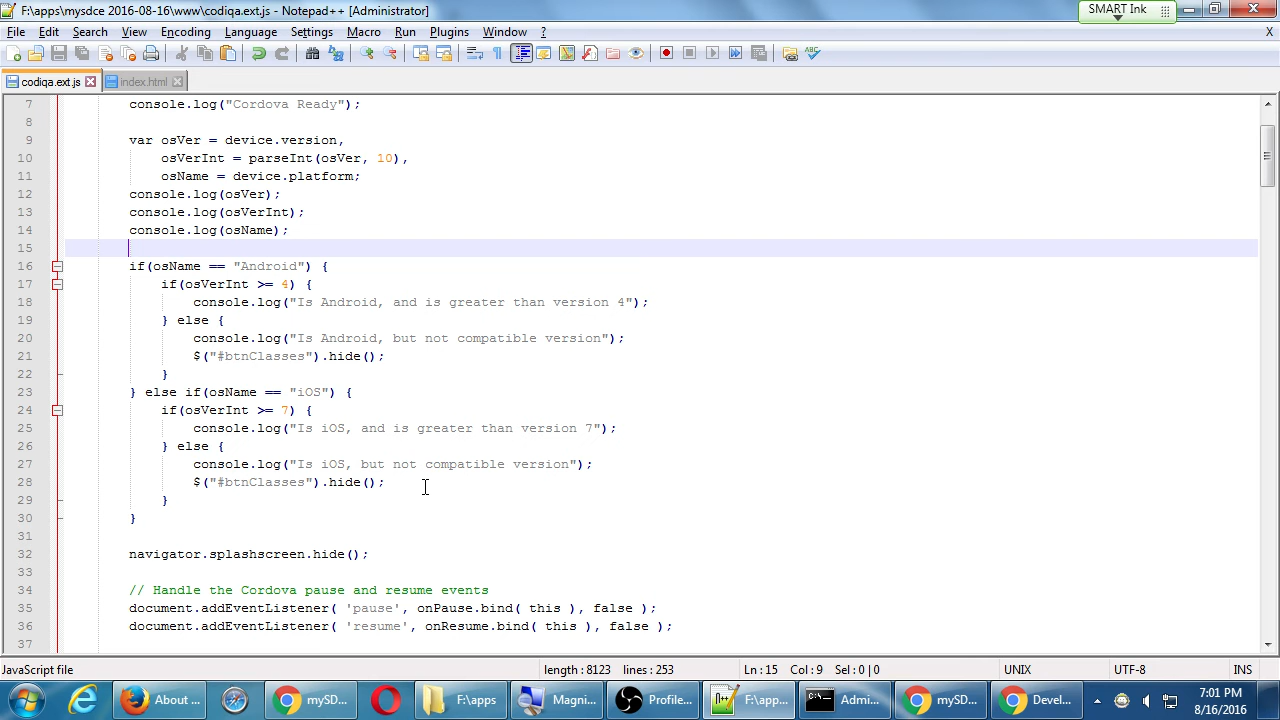 F:\apps\mysdce 2016-08-16\www\codiqa.ext.js - Notepad++ [Administrator]
SMART Ink
File Edit Search View Encoding Language Settings Macro Run Plugins Window ? X
codiqa.ext.js index.html
7 console.log("Cordova Ready");
8
9 var osVer = device.version,
10 osVerInt = parseInt(osVer, 10),
11 osName = device.platform;
12 console.log(osVer);
13 console.log(osVerInt);
14 console.log(osName);
15
16 if(osName == "Android") {
17 if(osVerInt >= 4) {
18 console.log("Is Android, and is greater than version 4");
19 } else {
20 console.log("Is Android, but not compatible version");
21 $("#btnClasses").hide();
22 }
23 } else if(osName == "iOS") {
24 if(osVerInt >= 7) {
25 console.log("Is iOS, and is greater than version 7");
26 } else {
27 console.log("Is iOS, but not compatible version");
28 $("#btnClasses").hide();
29 }
30 }
31
32 navigator.splashscreen.hide();
33
34 // Handle the Cordova pause and resume events
35 document.addEventListener( 'pause', onPause.bind( this ), false );
36 document.addEventListener( 'resume', onResume.bind( this ), false );
37
JavaScript file length : 8123 lines : 253 Ln : 15 Col : 9 Sel : 0 | 0 UNIX UTF-8 INS
About ... mySD... F:\apps Magni... Profile... F:\app... Admi... mySD... Devel... 7:01 PM
8/16/2016